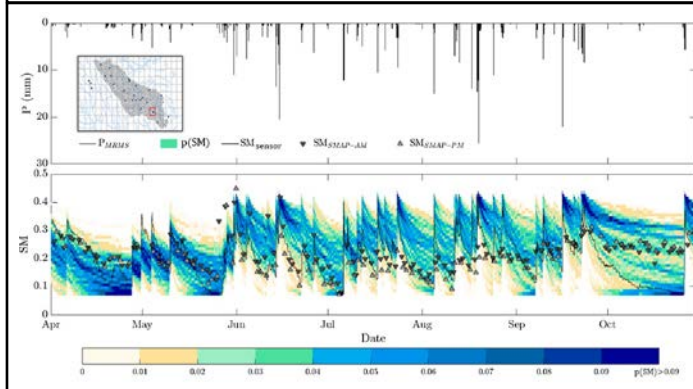 0
10
20
30
P (mm)
P_MRMS p(SM) SM_sensor SM_SMAP-AM SM_SMAP-PM
0.5
0.4
0.3
0.2
0.1
0
SM
Apr May Jun Jul Aug Sep Oct
Date
0 0.01 0.02 0.03 0.04 0.05 0.06 0.07 0.08 0.09 p(SM)>0.09